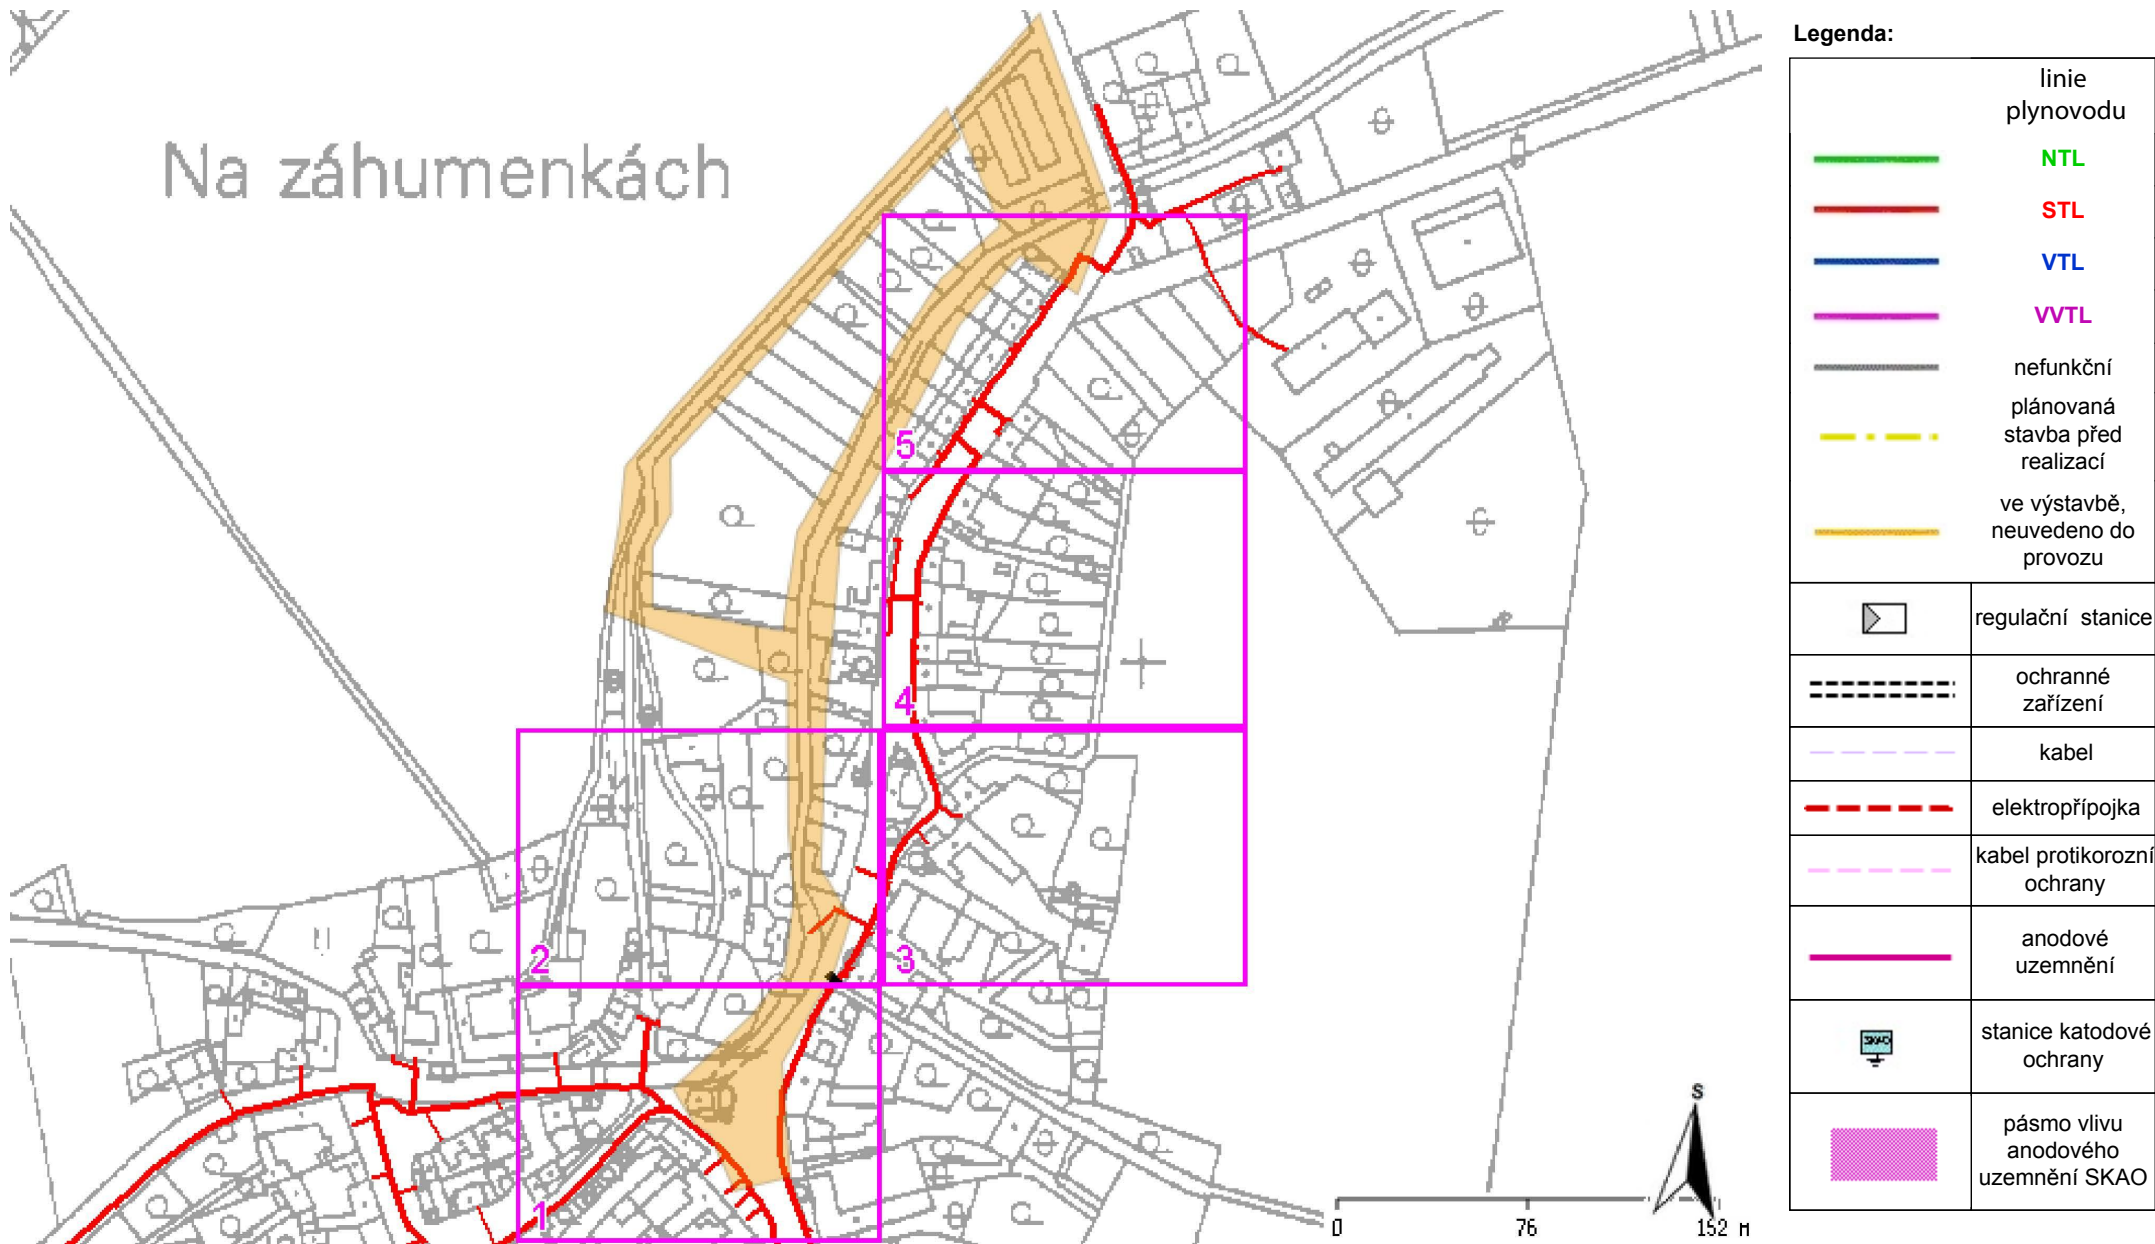 Na záhumenkách
5
4
2
3
1
S
0 76 152 M
Legenda:
linie
plynovodu
NTL
STL
VTL
VVTL
nefunkční
plánovaná
stavba před
realizací
ve výstavbě,
neuvedeno do
provozu
regulační stanice
ochranné
zařízení
kabel
elektropřípojka
kabel protikorozní
ochrany
anodové
uzemnění
SKAO
stanice katodové
ochrany
pásmo vlivu
anodového
uzemnění SKAO